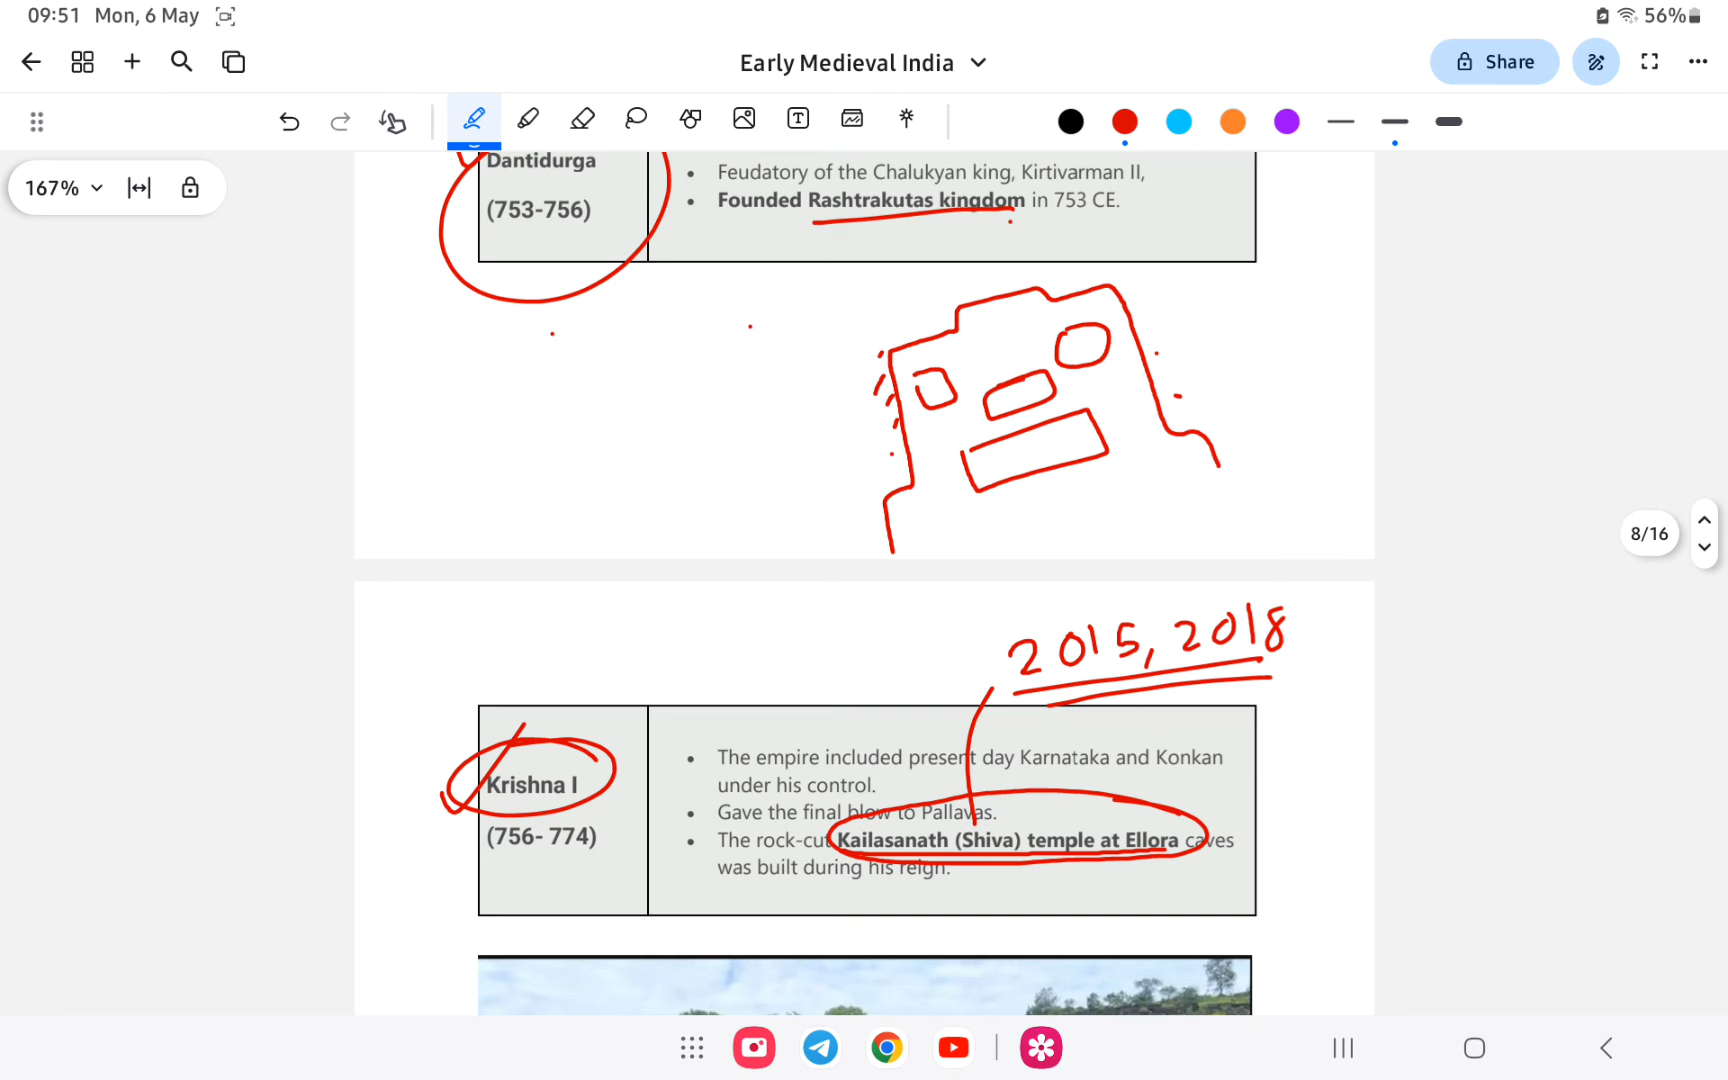 09:51 Mon, 6 May
56%
Early Medieval India
Share
167%
Dantidurga
(753-756)
• Feudatory of the Chalukyan king, Kirtivarman II,
• Founded Rashtrakutas kingdom in 753 CE.
8/16
2015, 2018
Krishna I
(756- 774)
• The empire included present day Karnataka and Konkan
under his control.
• Gave the final blow to Pallavas.
• The rock-cut Kailasanath (Shiva) temple at Ellora caves
was built during his reign.